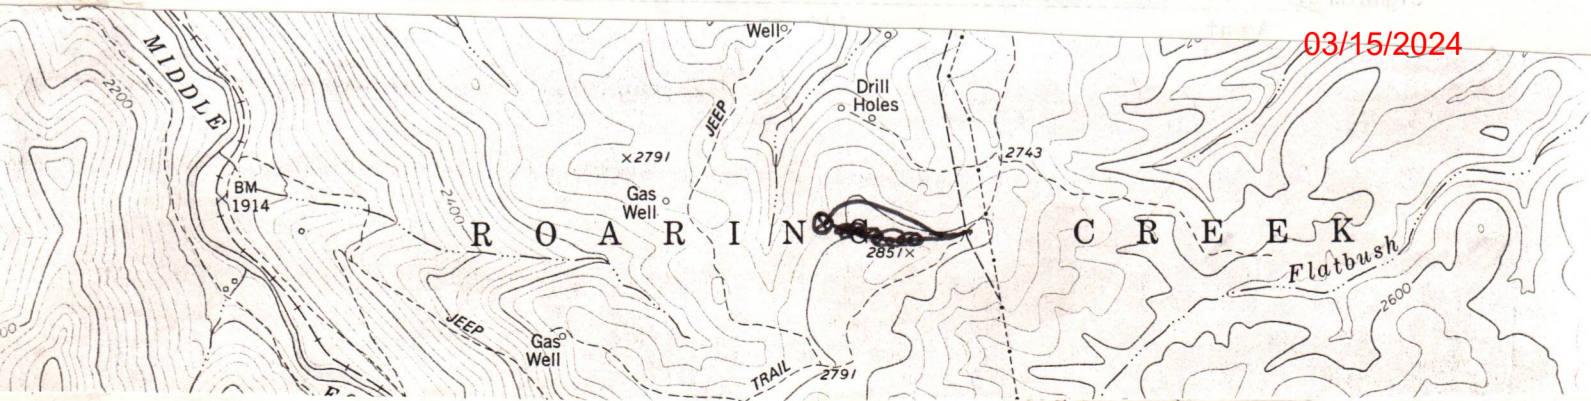 03/15/2024
Well
MIDDLE
2200
Drill
Holes
JEEP
×2791
2743
BM
1914
Gas
Well
2400
ROARING CREEK
2851×
Flatbush
2600
JEEP
Gas
Well
TRAIL
2791